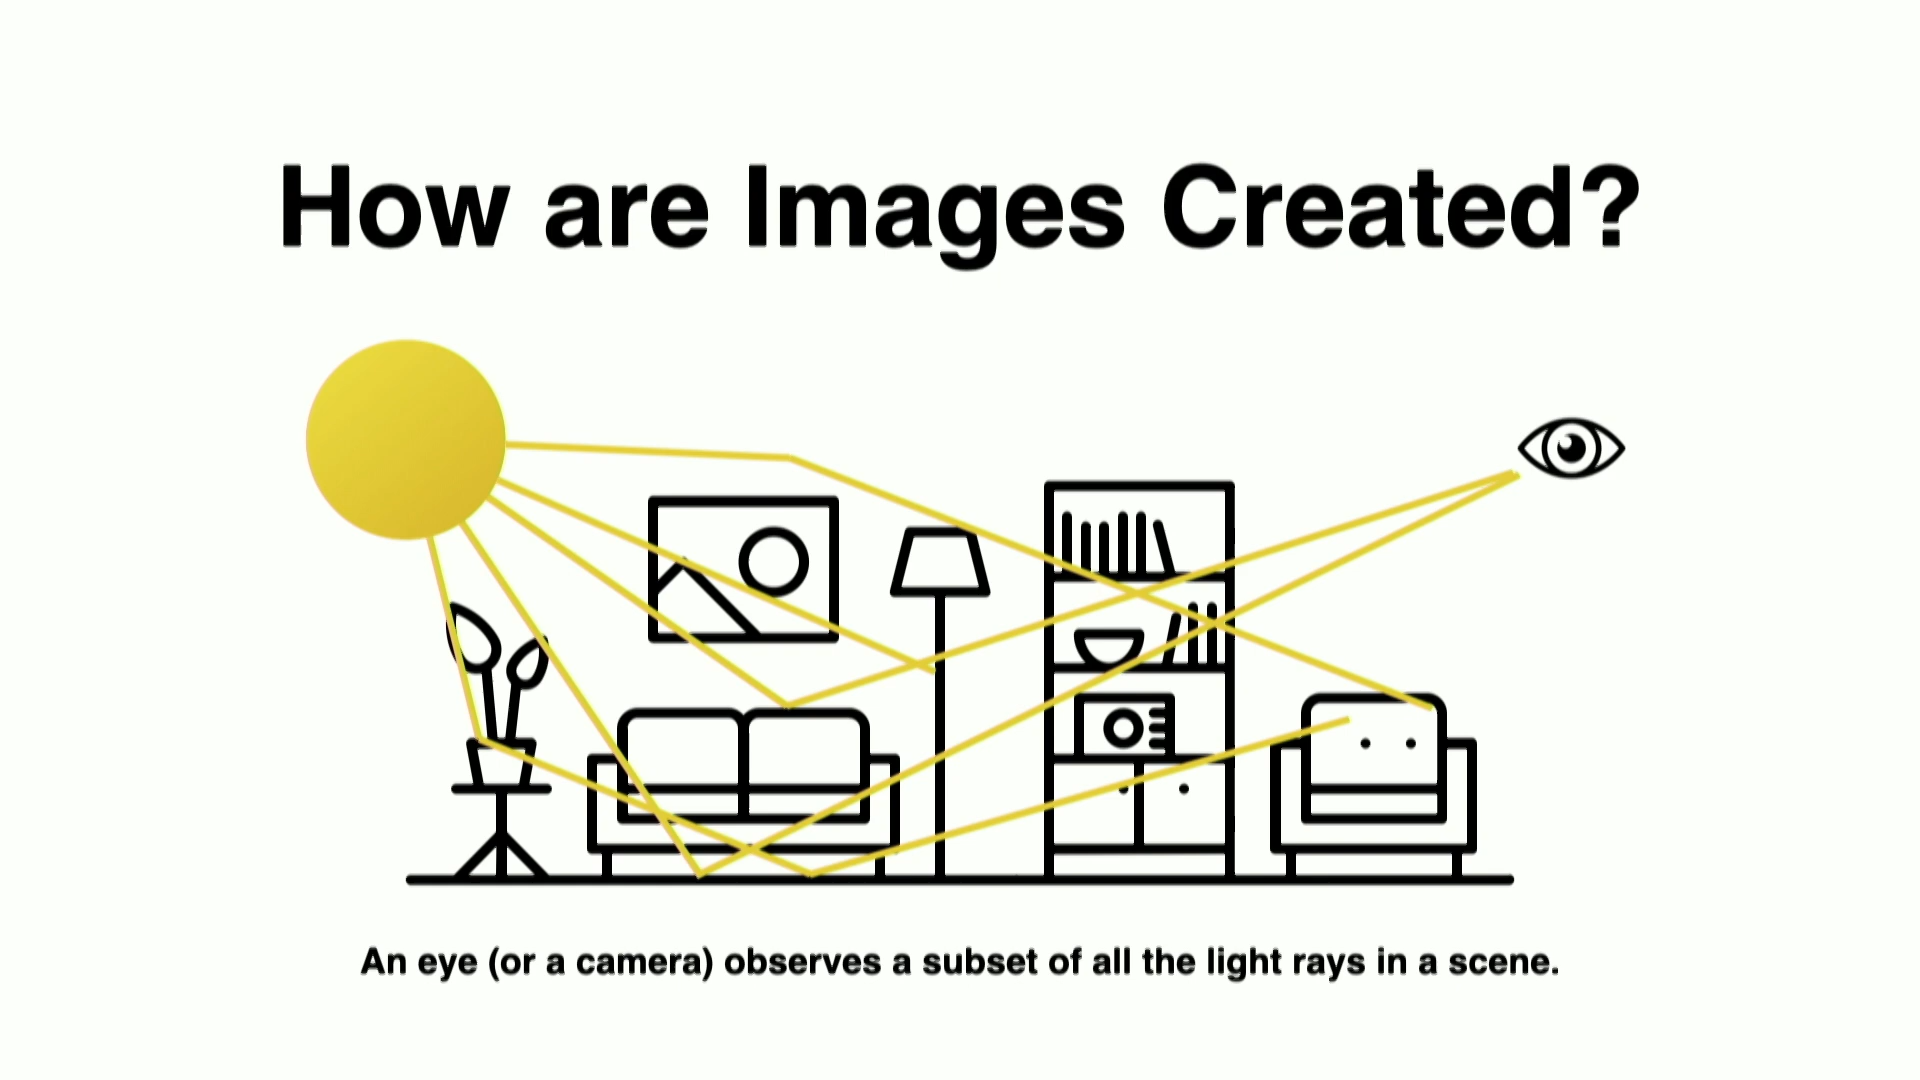 How are Images Created?
An eye (or a camera) observes a subset of all the light rays in a scene.